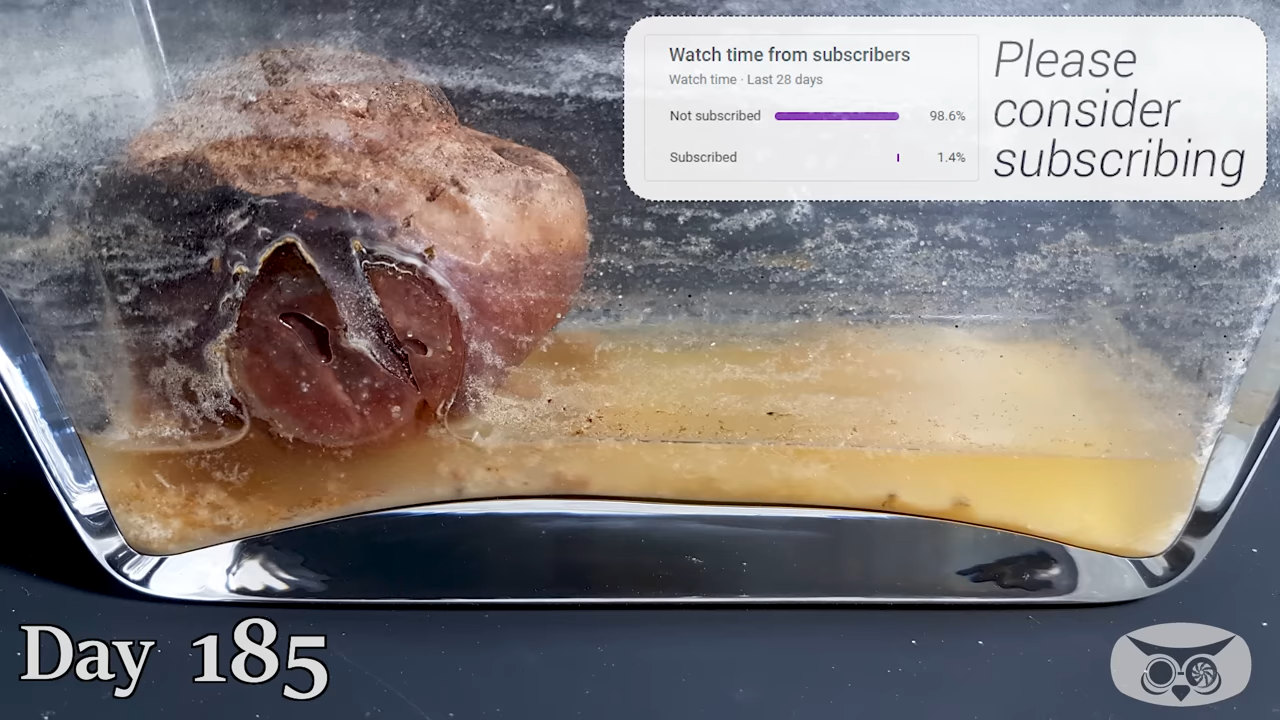 Watch time from subscribers
Watch time · Last 28 days
Not subscribed 98.6%
Subscribed 1.4%
Please
consider
subscribing
Day 185